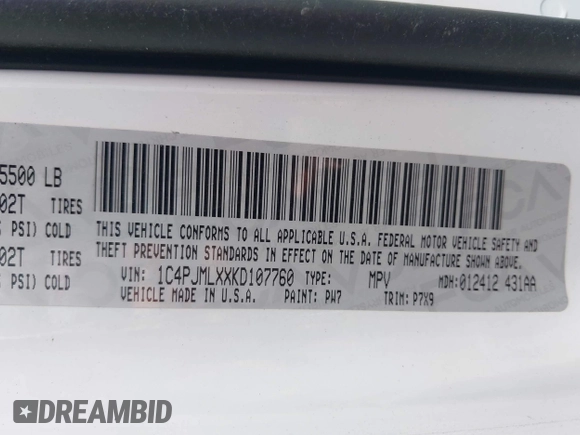 5500 LB
02T TIRES
PSI) COLD
02T TIRES
PSI) COLD
THIS VEHICLE CONFORMS TO ALL APPLICABLE U.S.A. FEDERAL MOTOR VEHICLE SAFETY AND
THEFT PREVENTION STANDARDS IN EFFECT ON THE DATE OF MANUFACTURE SHOWN ABOVE.
VIN: 1C4PJMLXXKD107760 TYPE: MPV MDH: 012412 431AA
VEHICLE MADE IN U.S.A. PAINT: PW7 TRIM: P7X9
DREAMBID